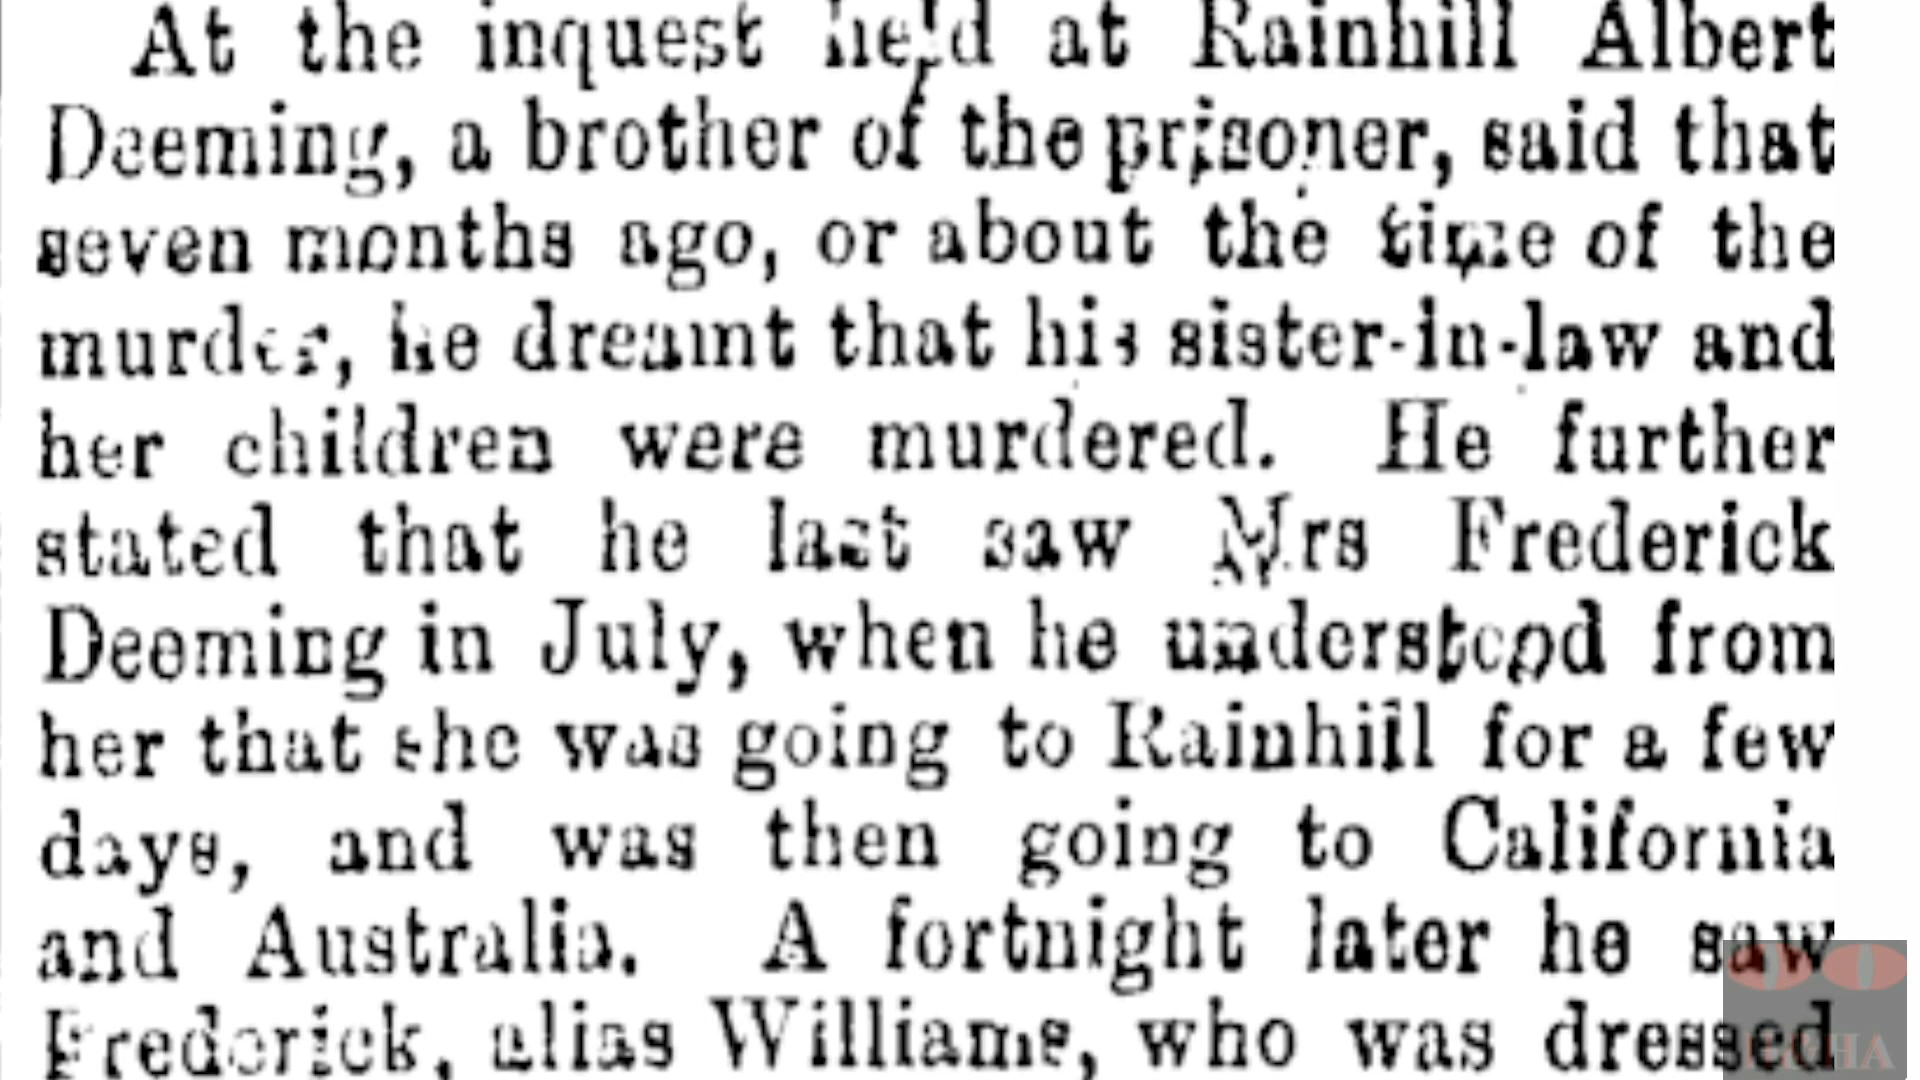 At the inquest held at Rainhill Albert
Deeming, a brother of the prisoner, said that
seven months ago, or about the time of the
murder, he dreamt that his sister-in-law and
her children were murdered. He further
stated that he last saw Mrs Frederick
Deeming in July, when he understood from
her that she was going to Rainhill for a few
days, and was then going to California
and Australia. A fortnight later he saw
Frederick, alias Williams, who was dressed